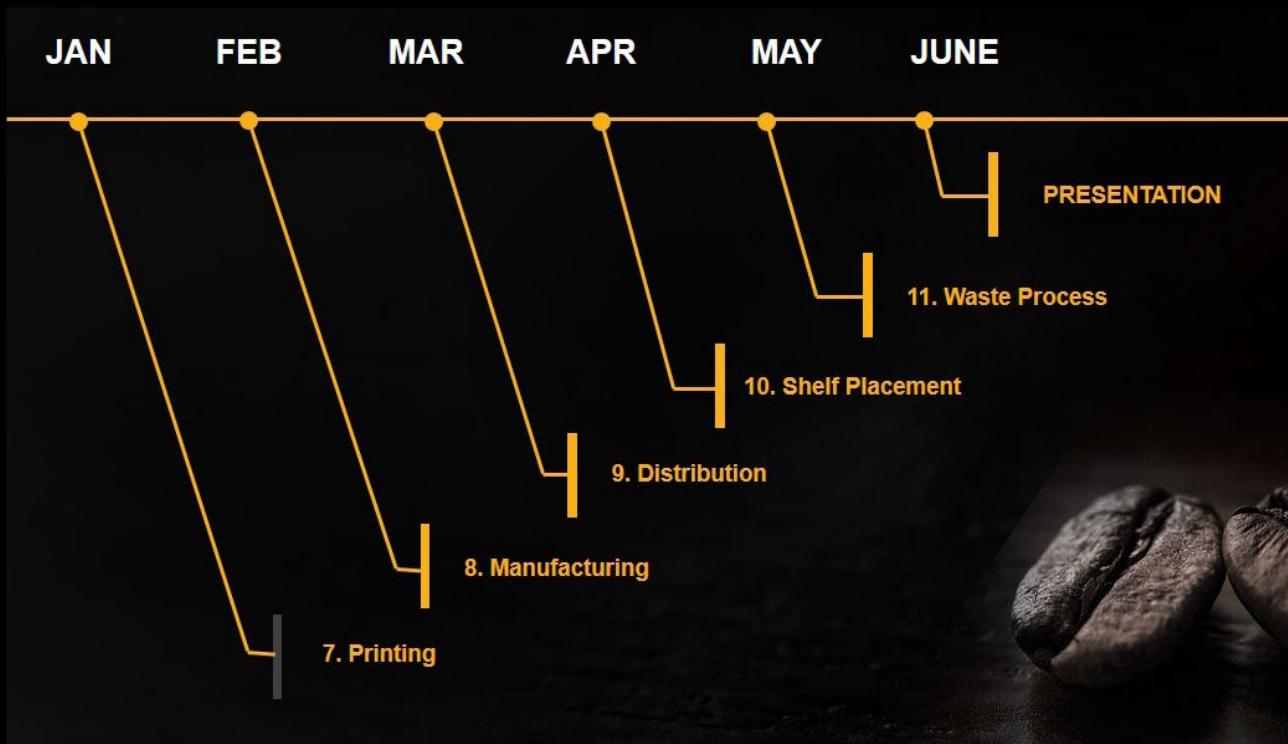 JAN FEB MAR APR MAY JUNE
PRESENTATION
11. Waste Process
10. Shelf Placement
9. Distribution
8. Manufacturing
7. Printing